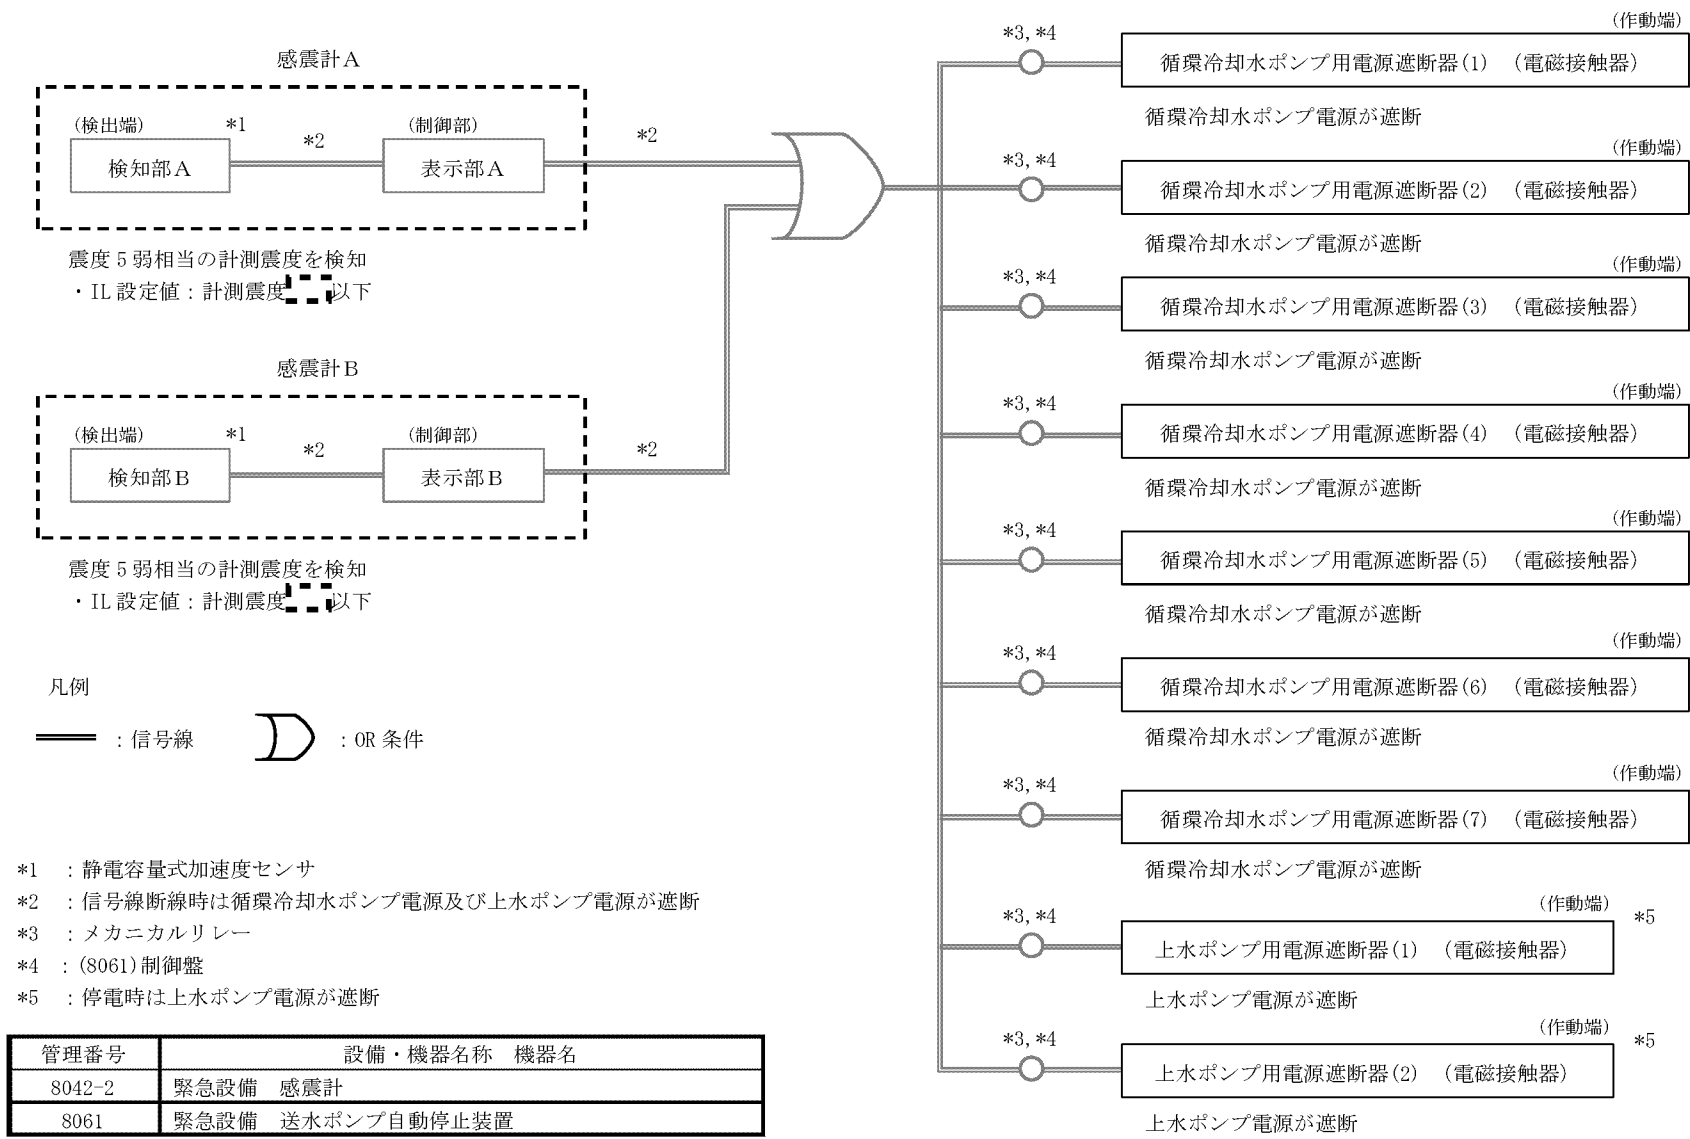 感震計A
(検出端)
*1
*2
(制御部)
*2
検知部A
表示部A
震度5弱相当の計測震度を検知
・IL設定値：計測震度 以下
感震計B
(検出端)
*1
*2
(制御部)
*2
検知部B
表示部B
震度5弱相当の計測震度を検知
・IL設定値：計測震度 以下
凡例
：信号線
：OR条件
*1 ：静電容量式加速度センサ
*2 ：信号線断線時は循環冷却水ポンプ電源及び上水ポンプ電源が遮断
*3 ：メカニカルリレー
*4 ：(8061)制御盤
*5 ：停電時は上水ポンプ電源が遮断
管理番号 設備・機器名称 機器名
8042-2 緊急設備 感震計
8061 緊急設備 送水ポンプ自動停止装置
(作動端)
*3,*4
循環冷却水ポンプ用電源遮断器(1) （電磁接触器）
循環冷却水ポンプ電源が遮断
(作動端)
*3,*4
循環冷却水ポンプ用電源遮断器(2) （電磁接触器）
循環冷却水ポンプ電源が遮断
(作動端)
*3,*4
循環冷却水ポンプ用電源遮断器(3) （電磁接触器）
循環冷却水ポンプ電源が遮断
(作動端)
*3,*4
循環冷却水ポンプ用電源遮断器(4) （電磁接触器）
循環冷却水ポンプ電源が遮断
(作動端)
*3,*4
循環冷却水ポンプ用電源遮断器(5) （電磁接触器）
循環冷却水ポンプ電源が遮断
(作動端)
*3,*4
循環冷却水ポンプ用電源遮断器(6) （電磁接触器）
循環冷却水ポンプ電源が遮断
(作動端)
*3,*4
循環冷却水ポンプ用電源遮断器(7) （電磁接触器）
循環冷却水ポンプ電源が遮断
(作動端)
*3,*4
*5
上水ポンプ用電源遮断器(1) （電磁接触器）
上水ポンプ電源が遮断
(作動端)
*3,*4
*5
上水ポンプ用電源遮断器(2) （電磁接触器）
上水ポンプ電源が遮断